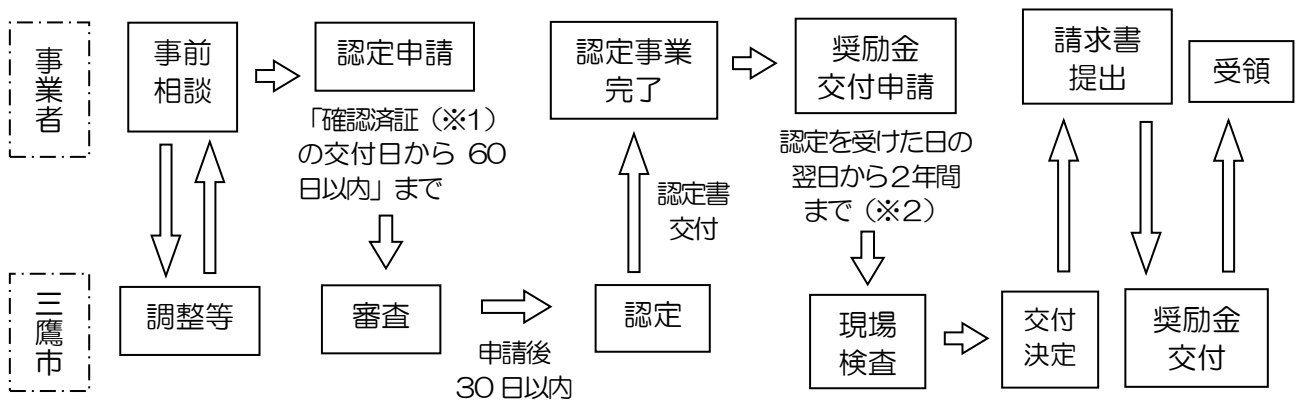 事業者
事前
相談
認定申請
「確認済証（※1）
の交付日から 60
日以内」まで
認定事業
完了
認定書
交付
奨励金
交付申請
認定を受けた日の
翌日から２年間
まで（※２）
請求書
提出
受領
三鷹市
調整等
審査
申請後
30 日以内
認定
現場
検査
交付
決定
奨励金
交付